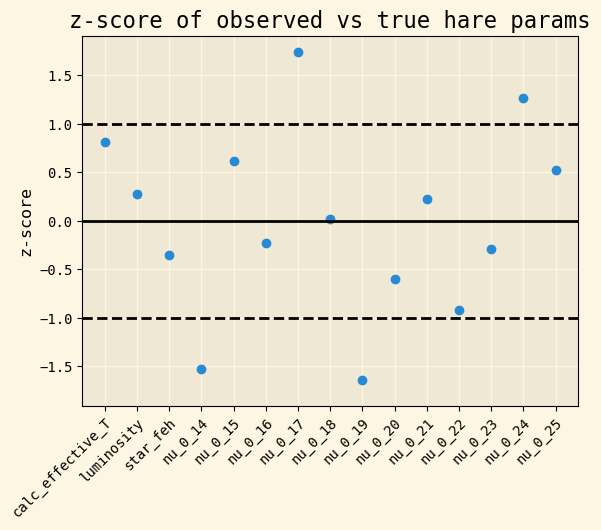 z-score of observed vs true hare params
z-score
1.5
1.0
0.5
0.0
−0.5
−1.0
−1.5
calc_effective_T
luminosity
star_feh
nu_0_14
nu_0_15
nu_0_16
nu_0_17
nu_0_18
nu_0_19
nu_0_20
nu_0_21
nu_0_22
nu_0_23
nu_0_24
nu_0_25